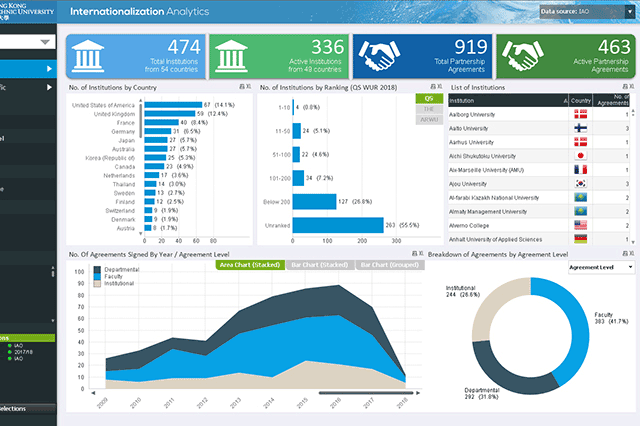 NG KONG
CHNIC UNIVERSITY
大學
Internationalization Analytics
Data source: IAO
474
Total Institutions
from 54 countries
336
Active Institutions
from 49 countries
919
Total Partnership
Agreements
463
Active Partnership
Agreements
No. of Institutions by Country
United States of America 67 (14.1%)
United Kingdom 59 (12.4%)
France 40 (8.4%)
Germany 31 (6.5%)
Japan 27 (5.7%)
Australia 27 (5.7%)
Korea (Republic of) 25 (5.3%)
Canada 23 (4.9%)
Netherlands 17 (3.6%)
Thailand 14 (3.0%)
Sweden 13 (2.7%)
Finland 12 (2.5%)
Switzerland 9 (1.9%)
Denmark 9 (1.9%)
Austria 8 (1.7%)
0 20 40 60 80
No. of Institutions by Ranking (QS WUR 2018)
QS
THE
ARWU
1-10 4 (0.8%)
11-50 24 (5.1%)
51-100 22 (4.6%)
101-200 34 (7.2%)
Below 200 127 (26.8%)
Unranked 263 (55.5%)
0 100 200 300 400
List of Institutions
Institution Country No. of Agreements
Aalborg University 1
Aalto University 3
Aarhus University 1
Aichi Shukutoku University 1
Aix-Marseille University (AMU) 1
Ajou University 3
Al-farabi Kazakh National University 2
Almaty Management University 2
Alverno College 2
Anhalt University of Applied Sciences 1
No. Of Agreements Signed By Year / Agreement Level
Area Chart (Stacked) Bar Chart (Stacked) Bar Chart (Grouped)
Departmental
Faculty
Institutional
100
90
80
70
60
50
40
30
20
10
0
2009 2010 2011 2012 2013 2014 2015 2016 2017 2018
Breakdown of Agreements by Agreement Level
Agreement Level
Institutional
244 (26.6%)
Faculty
383 (41.7%)
Departmental
292 (31.8%)
IAO
2017/18
IAO
elections